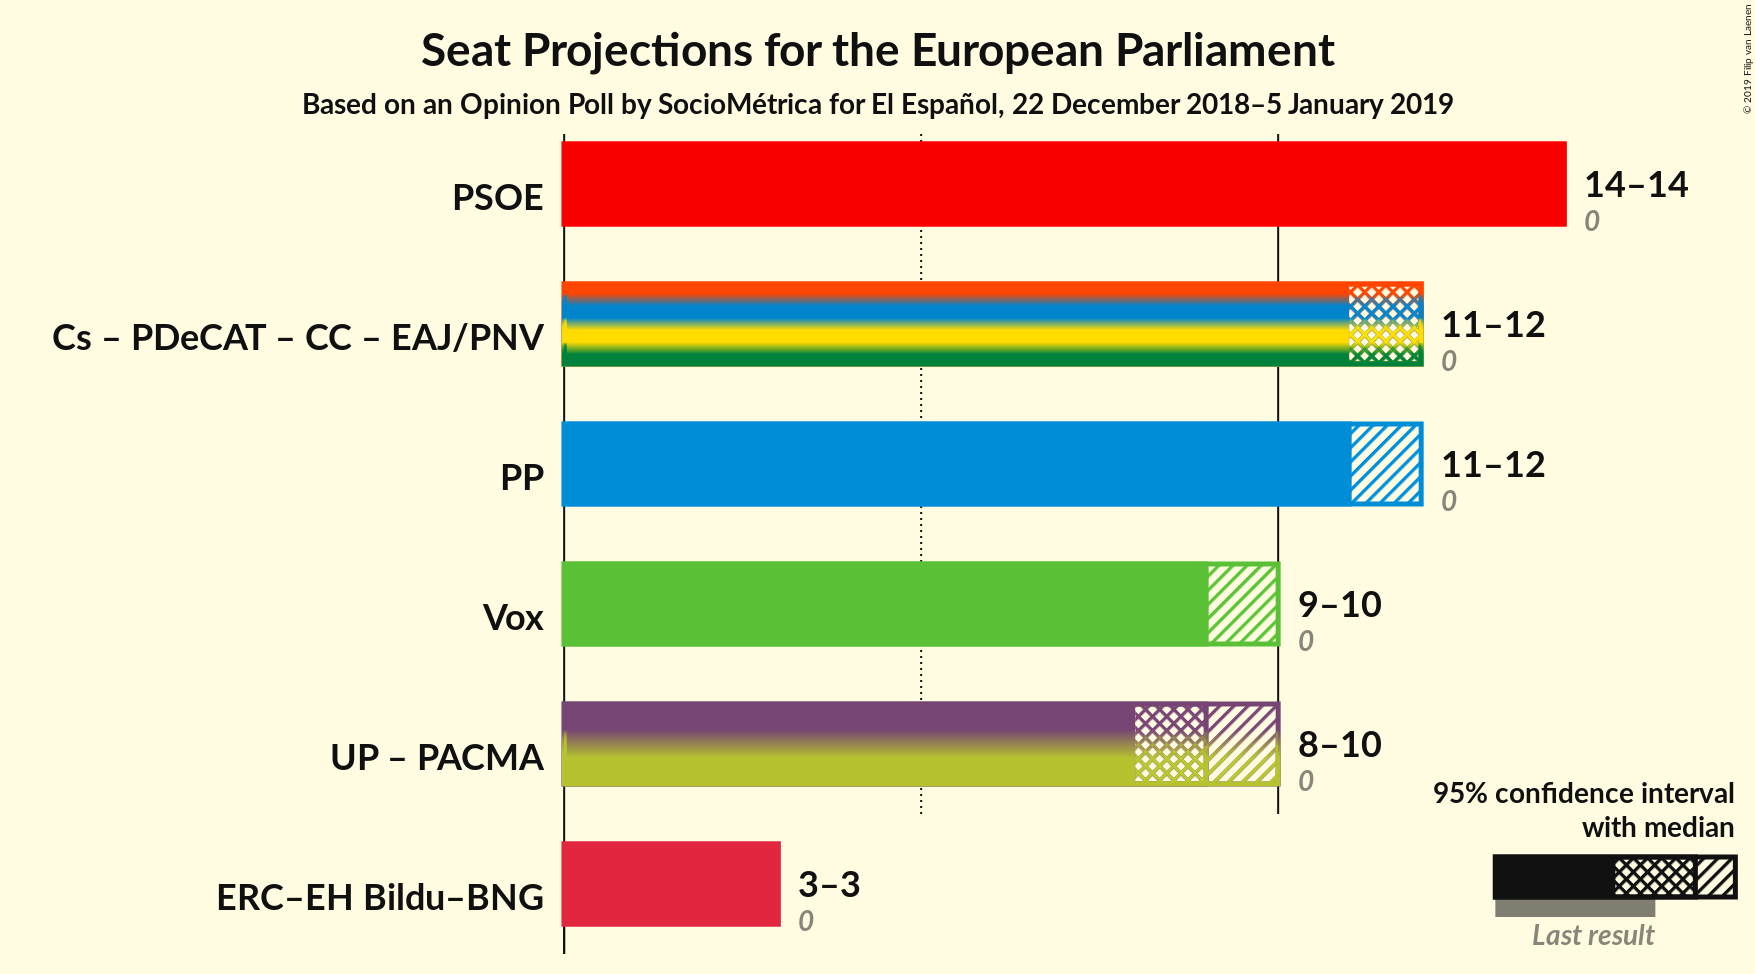 Seat Projections for the European Parliament
Based on an Opinion Poll by SocioMétrica for El Español, 22 December 2018–5 January 2019
© 2019 Filip van Laenen
PSOE
14–14
0
Cs – PDeCAT – CC – EAJ/PNV
11–12
0
PP
11–12
0
Vox
9–10
0
UP – PACMA
8–10
0
ERC–EH Bildu–BNG
3–3
0
95% confidence interval
with median
Last result